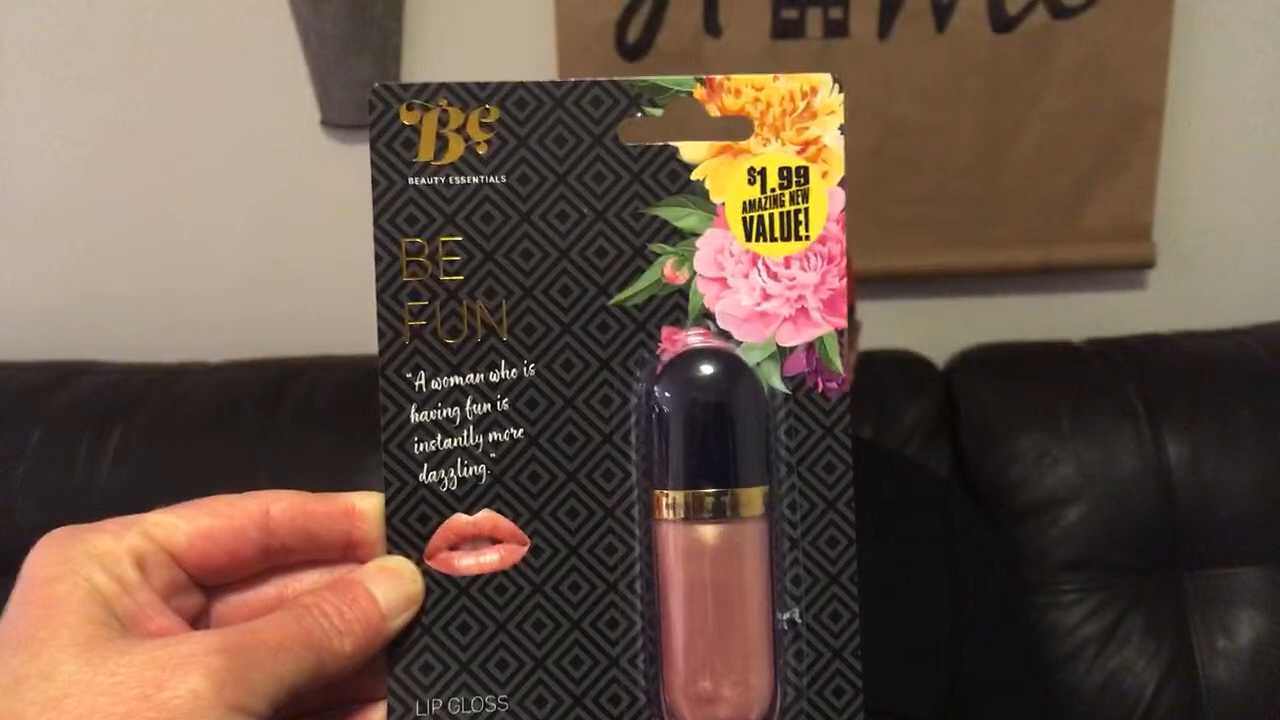 Home
Be
BEAUTY ESSENTIALS
$1.99
AMAZING NEW
VALUE!
BE
FUN
"A woman who is
having fun is
instantly more
dazzling."
LIP GLOSS